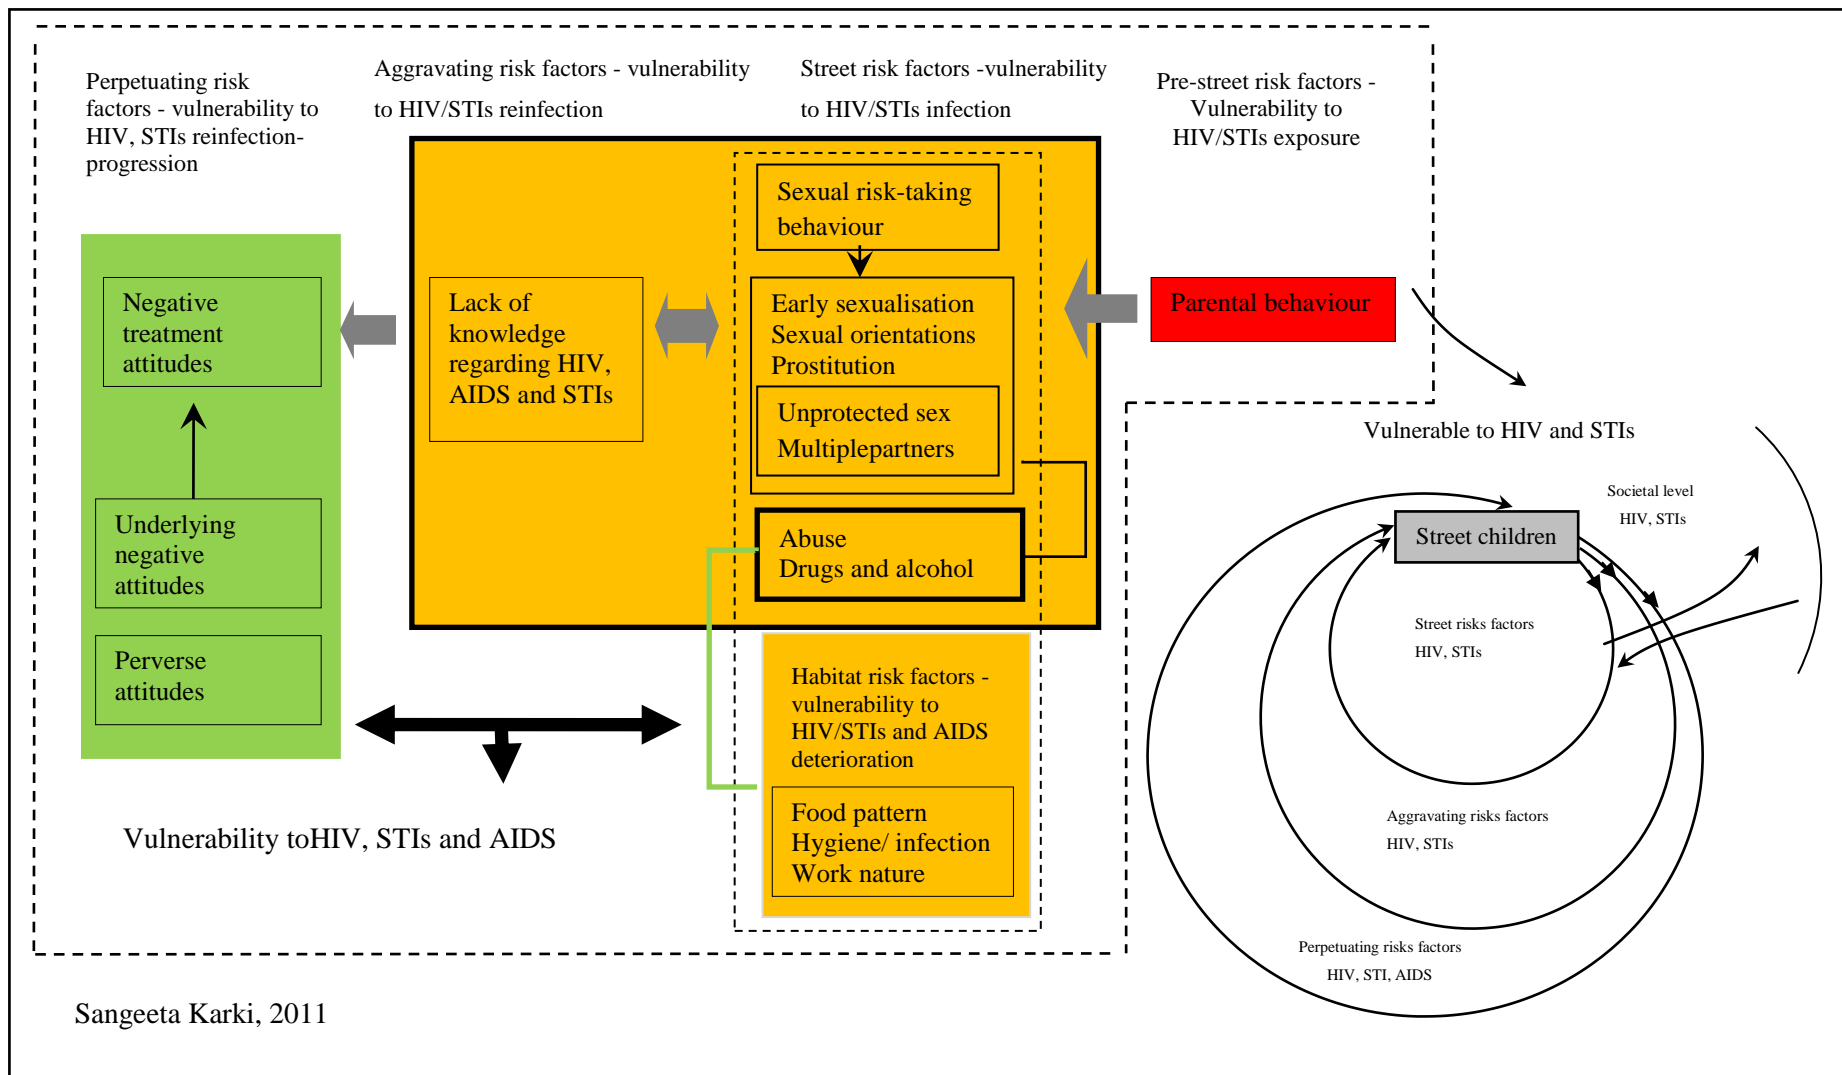 Perpetuating risk
factors - vulnerability to
HIV, STIs reinfection-
progression
Aggravating risk factors - vulnerability
to HIV/STIs reinfection
Street risk factors -vulnerability
to HIV/STIs infection
Pre-street risk factors -
Vulnerability to
HIV/STIs exposure
Negative
treatment
attitudes
Underlying
negative
attitudes
Perverse
attitudes
Lack of
knowledge
regarding HIV,
AIDS and STIs
Sexual risk-taking
behaviour
Early sexualisation
Sexual orientations
Prostitution
Unprotected sex
Multiplepartners
Abuse
Drugs and alcohol
Habitat risk factors -
vulnerability to
HIV/STIs and AIDS
deterioration
Food pattern
Hygiene/ infection
Work nature
Parental behaviour
Vulnerability toHIV, STIs and AIDS
Vulnerable to HIV and STIs
Societal level
HIV, STIs
Street children
Street risks factors
HIV, STIs
Aggravating risks factors
HIV, STIs
Perpetuating risks factors
HIV, STI, AIDS
Sangeeta Karki, 2011